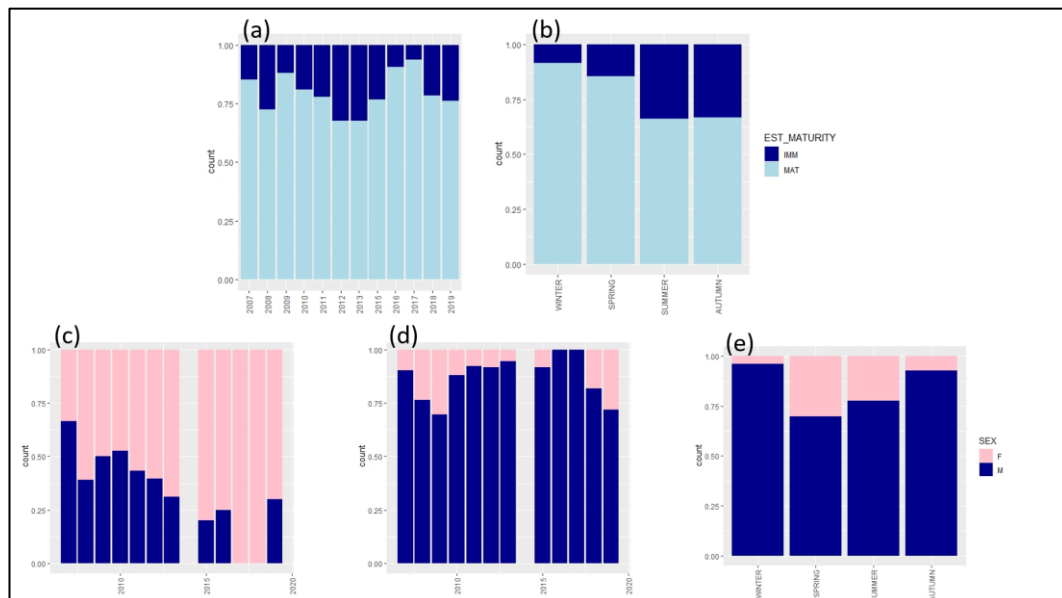 (a)
1.00
0.75
0.50
0.25
0.00
count
2007
2008
2009
2010
2011
2012
2013
2015
2016
2017
2018
2019
(b)
1.00
0.75
0.50
0.25
0.00
count
WINTER
SPRING
SUMMER
AUTUMN
EST_MATURITY
IMM
MAT
(c)
1.00
0.75
0.50
0.25
0.00
count
2010
2015
2020
(d)
1.00
0.75
0.50
0.25
0.00
count
2010
2015
2020
(e)
1.00
0.75
0.50
0.25
0.00
count
WINTER
SPRING
SUMMER
AUTUMN
SEX
F
M